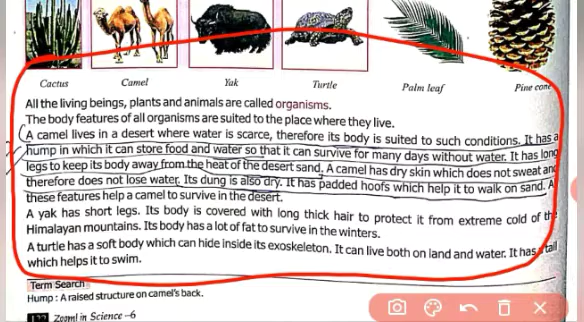 Cactus Camel Yak Turtle Palm leaf Pine cone
All the living beings, plants and animals are called organisms.
The body features of all organisms are suited to the place where they live.
A camel lives in a desert where water is scarce, therefore its body is suited to such conditions. It has a
hump in which it can store food and water so that it can survive for many days without water. It has long
legs to keep its body away from the heat of the desert sand. A camel has dry skin which does not sweat and
therefore does not lose water. Its dung is also dry. It has padded hoofs which help it to walk on sand. A
these features help a camel to survive in the desert.
A yak has short legs. Its body is covered with long thick hair to protect it from extreme cold of the
Himalayan mountains. Its body has a lot of fat to survive in the winters.
A turtle has a soft body which can hide inside its exoskeleton. It can live both on land and water. It has tail
which helps it to swim.
Term Search
Hump : A raised structure on camel's back.
Zoom! in Science –6